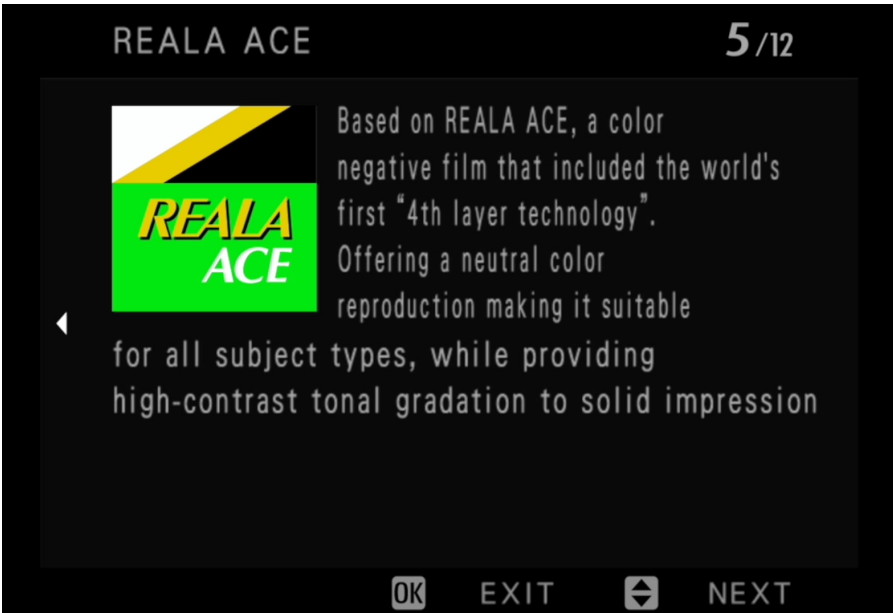 REALA ACE 5/12
REALA
ACE
Based on REALA ACE, a color
negative film that included the world's
first “4th layer technology”.
Offering a neutral color
reproduction making it suitable
for all subject types, while providing
high-contrast tonal gradation to solid impression
OK EXIT NEXT